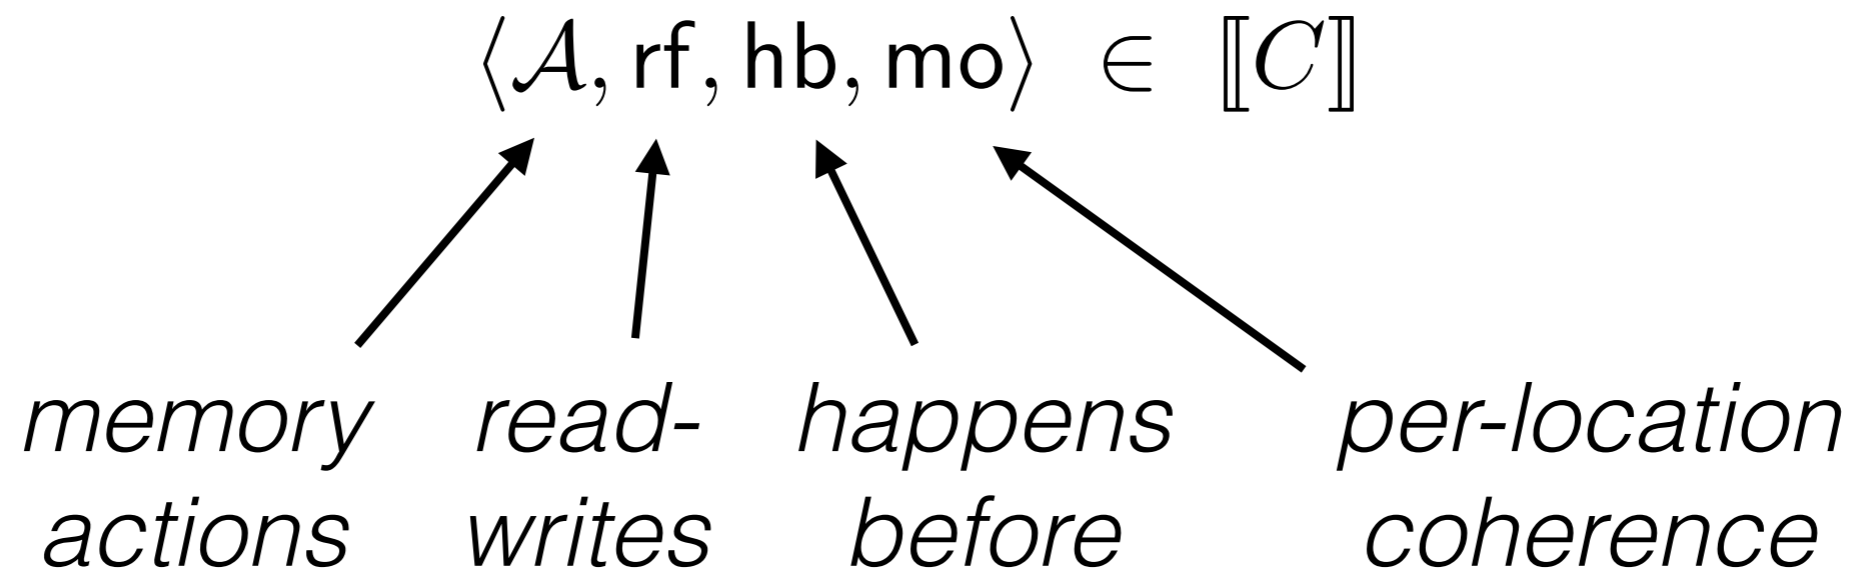 ⟨𝒜, rf, hb, mo⟩ ∈ ⟦C⟧
memory read- happens per-location
actions writes before coherence